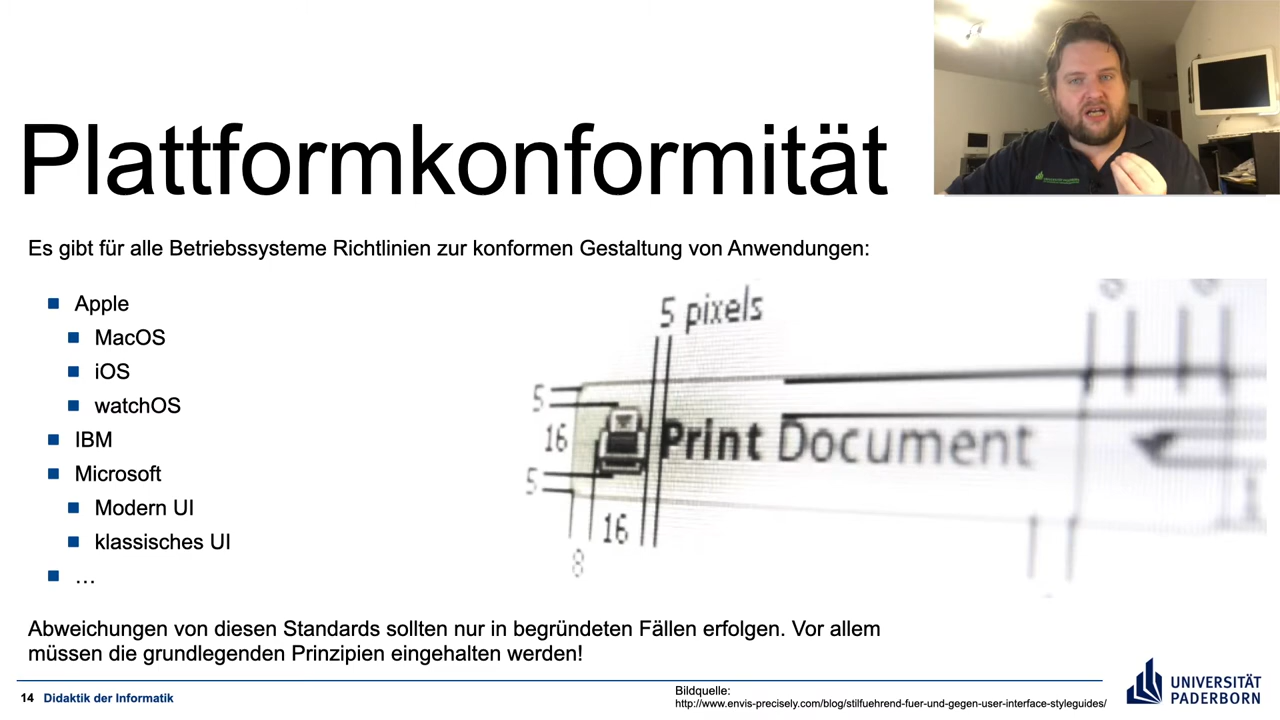 Plattformkonformität
Es gibt für alle Betriebssysteme Richtlinien zur konformen Gestaltung von Anwendungen:
Apple
MacOS
iOS
watchOS
IBM
Microsoft
Modern UI
klassisches UI
…
5 pixels
5
16
5
Print Document
16
8
Abweichungen von diesen Standards sollten nur in begründeten Fällen erfolgen. Vor allem
müssen die grundlegenden Prinzipien eingehalten werden!
14 Didaktik der Informatik
Bildquelle:
http://www.envis-precisely.com/blog/stilfuehrend-fuer-und-gegen-user-interface-styleguides/
UNIVERSITÄT
PADERBORN